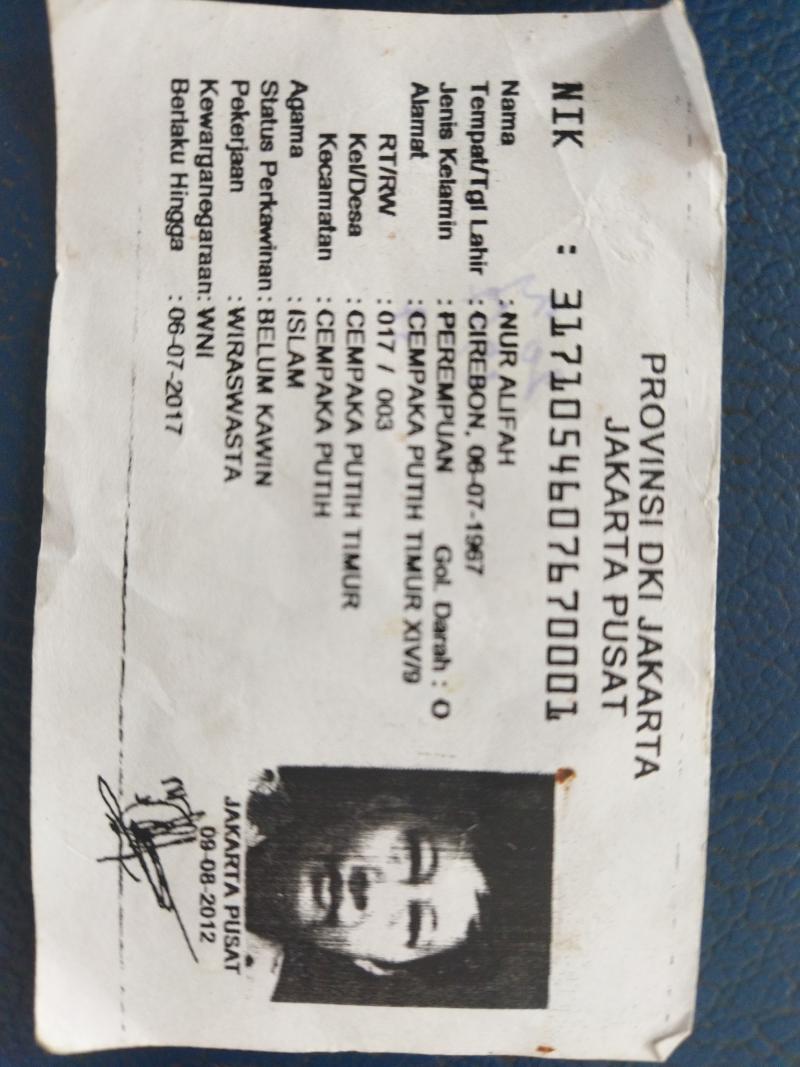 PROVINSI DKI JAKARTA
JAKARTA PUSAT
NIK : 3171054607670001
Nama : NUR ALIFAH
Tempat/Tgl Lahir : CIREBON, 06-07-1967
Jenis Kelamin : PEREMPUAN Gol. Darah : O
Alamat : CEMPAKA PUTIH TIMUR XIV/9
RT/RW : 017 / 003
Kel/Desa : CEMPAKA PUTIH TIMUR
Kecamatan : CEMPAKA PUTIH
Agama : ISLAM
Status Perkawinan : BELUM KAWIN
Pekerjaan : WIRASWASTA
Kewarganegaraan : WNI
Berlaku Hingga : 06-07-2017
JAKARTA PUSAT
09-08-2012